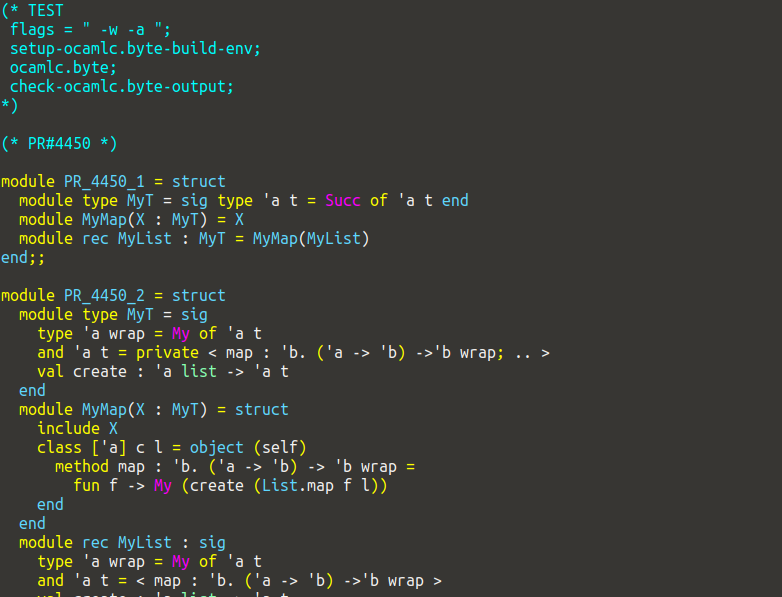 (* TEST
 flags = " -w -a ";
 setup-ocamlc.byte-build-env;
 ocamlc.byte;
 check-ocamlc.byte-output;
*)

(* PR#4450 *)

module PR_4450_1 = struct
  module type MyT = sig type 'a t = Succ of 'a t end
  module MyMap(X : MyT) = X
  module rec MyList : MyT = MyMap(MyList)
end;;

module PR_4450_2 = struct
  module type MyT = sig
    type 'a wrap = My of 'a t
    and 'a t = private < map : 'b. ('a -> 'b) ->'b wrap; .. >
    val create : 'a list -> 'a t
  end
  module MyMap(X : MyT) = struct
    include X
    class ['a] c l = object (self)
      method map : 'b. ('a -> 'b) -> 'b wrap =
        fun f -> My (create (List.map f l))
    end
  end
  module rec MyList : sig
    type 'a wrap = My of 'a t
    and 'a t = < map : 'b. ('a -> 'b) ->'b wrap >